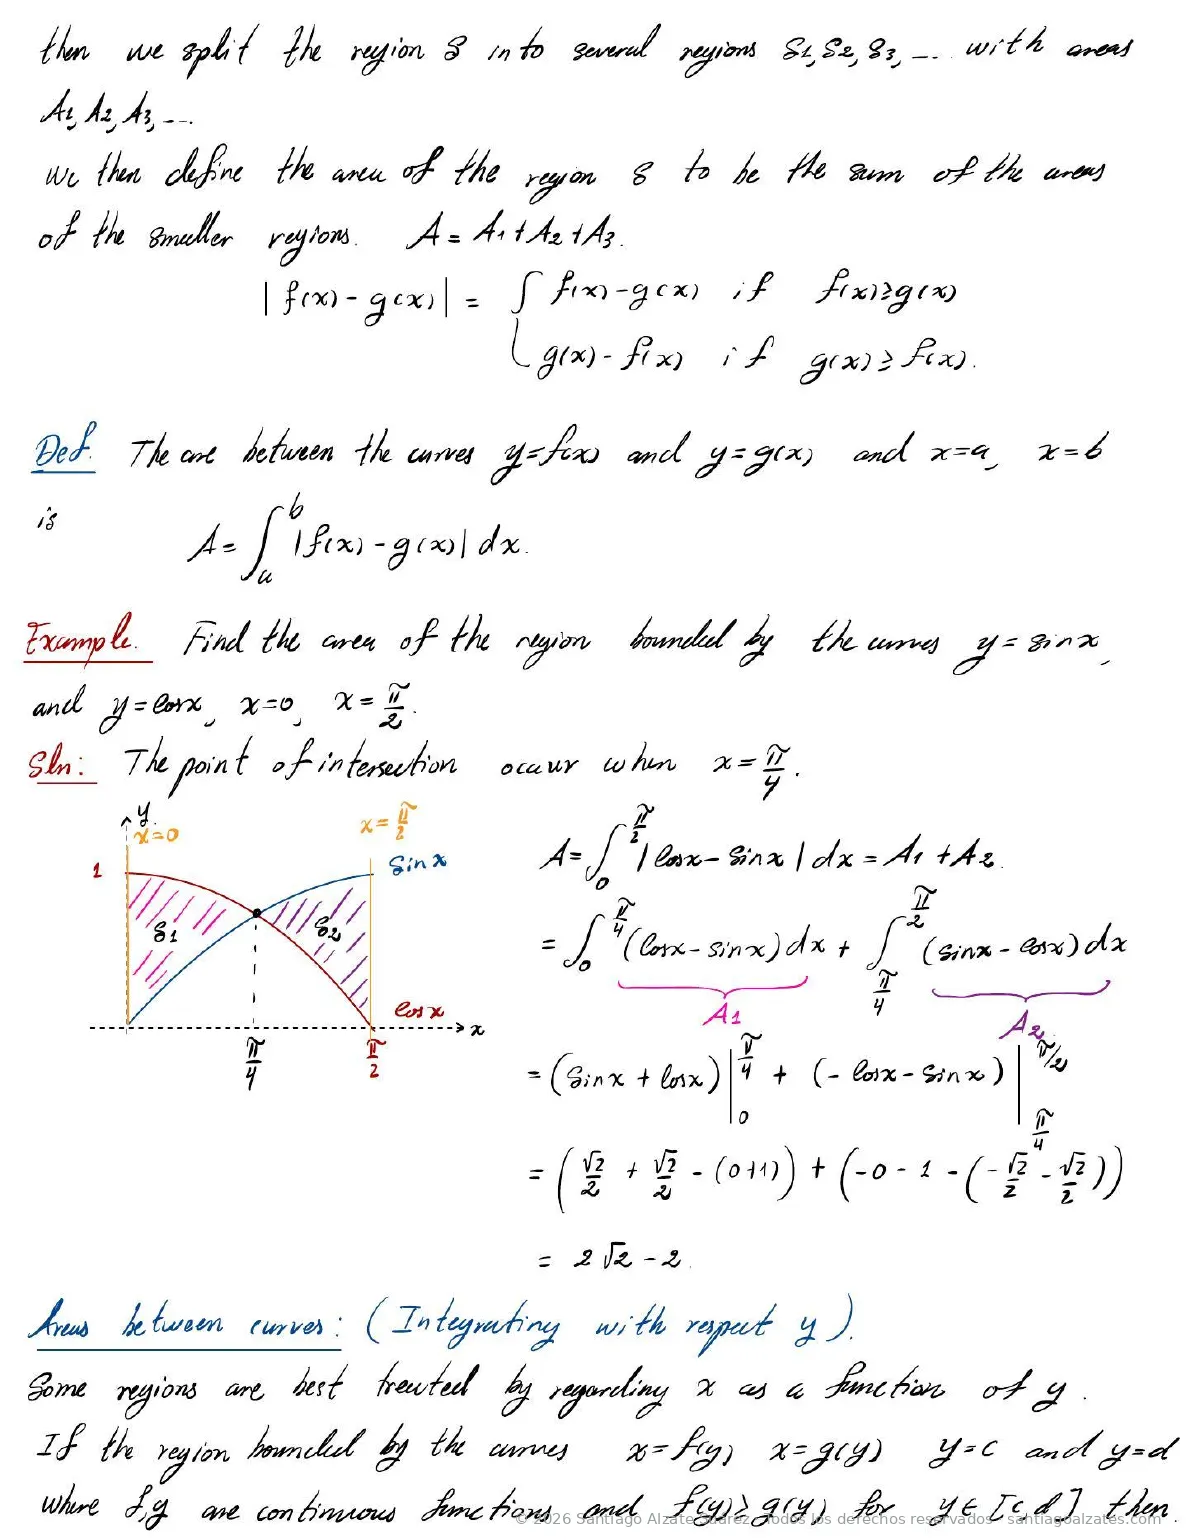 then we split the region S into several regions S1, S2, S3, ... with areas
A1, A2, A3, ...
We then define the area of the region S to be the sum of the areas
of the smaller regions. A = A1 + A2 + A3.
|f(x) - g(x)| = { f(x) - g(x) if f(x) ≥ g(x)
g(x) - f(x) if g(x) ≥ f(x).
Def. The are between the curves y = f(x) and y = g(x) and x = a, x = b
is
A = ∫_a^b |f(x) - g(x)| dx.
Example. Find the area of the region bounded by the curves y = sin x,
and y = cos x, x = 0, x = π/2.
Sln: The point of intersection occur when x = π/4.
y
x = 0
x = π/2
1
sin x
S1
S2
cos x
x
π/4
π/2
A = ∫_0^{π/2} |cos x - sin x| dx = A1 + A2.
= ∫_0^{π/4} (cos x - sin x) dx + ∫_{π/4}^{π/2} (sin x - cos x) dx
A1
A2
= (sin x + cos x) |_0^{π/4} + (- cos x - sin x) |_{π/4}^{π/2}
= (√2/2 + √2/2 - (0+1)) + (-0 - 1 - (-√2/2 - √2/2))
= 2√2 - 2.
Areas between curves: (Integrating with respect y).
Some regions are best treated by regarding x as a function of y.
If the region bounded by the curves x = f(y) x = g(y) y = c and y = d
where f, g are continuous functions and f(y) ≥ g(y) for y ∈ [c, d] then.
© 2026 Santiago Alzate Suárez - Todos los derechos reservados - santiagoalzates.com